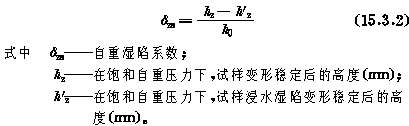 δzs = (hz − h′z) / h0 (15.3.2)
式中 δzs——自重湿陷系数；
hz——在饱和自重压力下，试样变形稳定后的高度(mm)；
h′z——在饱和自重压力下，试样浸水湿陷变形稳定后的高
度(mm)。